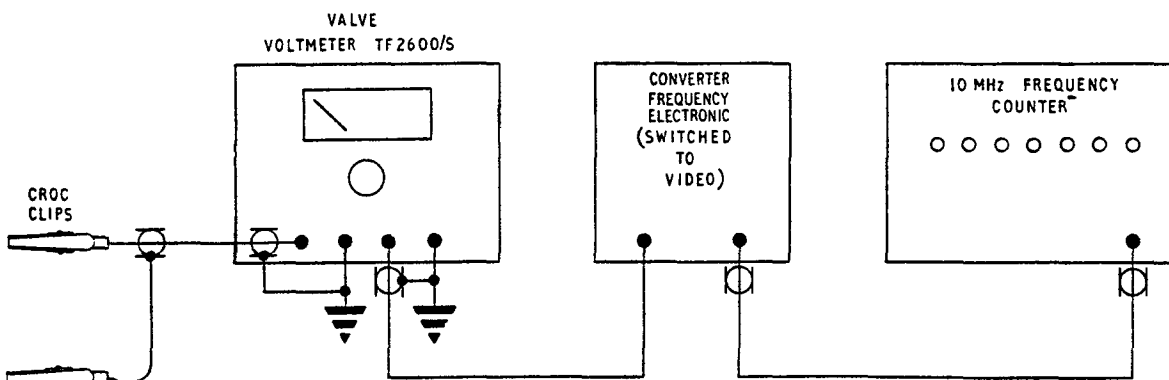 VALVE
VOLTMETER TF2600/S
CONVERTER
FREQUENCY
ELECTRONIC
(SWITCHED
TO
VIDEO)
10 MHz FREQUENCY
COUNTER
CROC
CLIPS